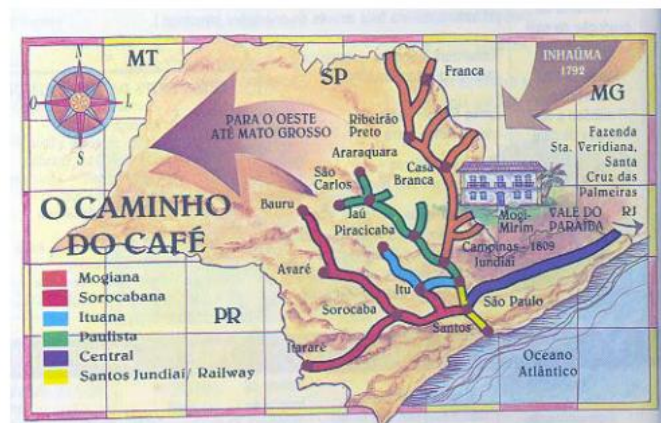 MT
SP
Franca
INHAÚMA
1792
MG
O
L
S
PARA O OESTE
ATÉ MATO GROSSO
Ribeirão
Preto
Araraquara
São
Carlos
Casa
Branca
Fazenda
Sta. Veridiana,
Santa
Cruz das
Palmeiras
Bauru
Jaú
Piracicaba
Mogi-
Mirim
VALE DO
PARAÍBA
RJ
O CAMINHO
DO CAFÉ
Campinas - 1809
Jundiaí
Avaré
Itu
São Paulo
Sorocaba
Santos
Itararé
PR
Oceano
Atlântico
Mogiana
Sorocabana
Ituana
Paulista
Central
Santos Jundiaí/ Railway